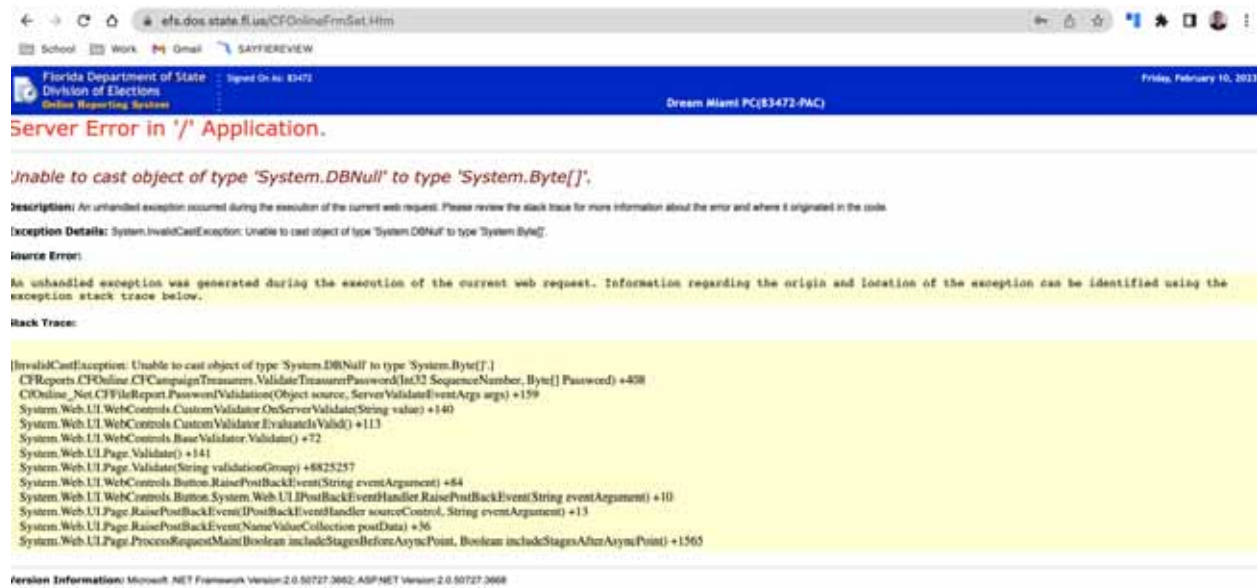 efs.dos.state.fl.us/CFOnlineFrmSet.Htm
School Work Gmail SAYFIEREVIEW
Florida Department of State Signed On As: 83472 Friday, February 10, 2023
Division of Elections
Online Reporting System Dream Miami PC(83472-PAC)
Server Error in '/' Application.
Unable to cast object of type 'System.DBNull' to type 'System.Byte[]'.
Description: An unhandled exception occurred during the execution of the current web request. Please review the stack trace for more information about the error and where it originated in the code.
Exception Details: System.InvalidCastException: Unable to cast object of type 'System.DBNull' to type 'System.Byte[]'.
Source Error:
An unhandled exception was generated during the execution of the current web request. Information regarding the origin and location of the exception can be identified using the
exception stack trace below.
Stack Trace:
[InvalidCastException: Unable to cast object of type 'System.DBNull' to type 'System.Byte[]'.]
CFReports.CFOnline.CFCampaignTreasurers.ValidateTreasurerPassword(Int32 SequenceNumber, Byte[] Password) +408
CfOnline_Net.CFFileReport.PasswordValidation(Object source, ServerValidateEventArgs args) +159
System.Web.UI.WebControls.CustomValidator.OnServerValidate(String value) +140
System.Web.UI.WebControls.CustomValidator.EvaluateIsValid() +113
System.Web.UI.WebControls.BaseValidator.Validate() +72
System.Web.UI.Page.Validate() +141
System.Web.UI.Page.Validate(String validationGroup) +8825257
System.Web.UI.WebControls.Button.RaisePostBackEvent(String eventArgument) +84
System.Web.UI.WebControls.Button.System.Web.UI.IPostBackEventHandler.RaisePostBackEvent(String eventArgument) +10
System.Web.UI.Page.RaisePostBackEvent(IPostBackEventHandler sourceControl, String eventArgument) +13
System.Web.UI.Page.RaisePostBackEvent(NameValueCollection postData) +36
System.Web.UI.Page.ProcessRequestMain(Boolean includeStagesBeforeAsyncPoint, Boolean includeStagesAfterAsyncPoint) +1565
Version Information: Microsoft .NET Framework Version:2.0.50727.3662; ASP.NET Version:2.0.50727.3668